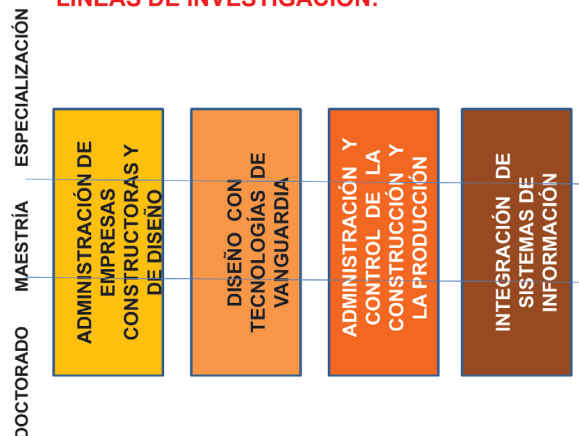 LÍNEAS DE INVESTIGACIÓN:
DOCTORADO
MAESTRÍA
ESPECIALIZACIÓN
ADMINISTRACIÓN DE
EMPRESAS
CONSTRUCTORAS Y
DE DISEÑO
DISEÑO CON
TECNOLOGÍAS DE
VANGUARDIA
ADMINISTRACIÓN Y
CONTROL DE LA
CONSTRUCCIÓN Y
LA PRODUCCIÓN
INTEGRACIÓN DE
SISTEMAS DE
INFORMACIÓN